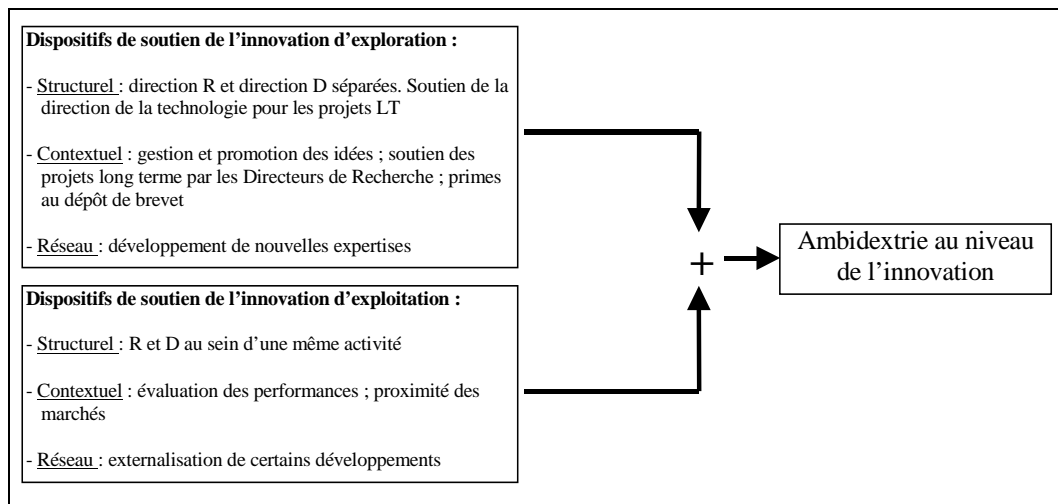 Dispositifs de soutien de l'innovation d'exploration :
- Structurel : direction R et direction D séparées. Soutien de la
direction de la technologie pour les projets LT
- Contextuel : gestion et promotion des idées ; soutien des
projets long terme par les Directeurs de Recherche ; primes
au dépôt de brevet
- Réseau : développement de nouvelles expertises
Dispositifs de soutien de l'innovation d'exploitation :
- Structurel : R et D au sein d'une même activité
- Contextuel : évaluation des performances ; proximité des
marchés
- Réseau : externalisation de certains développements
+
Ambidextrie au niveau
de l'innovation